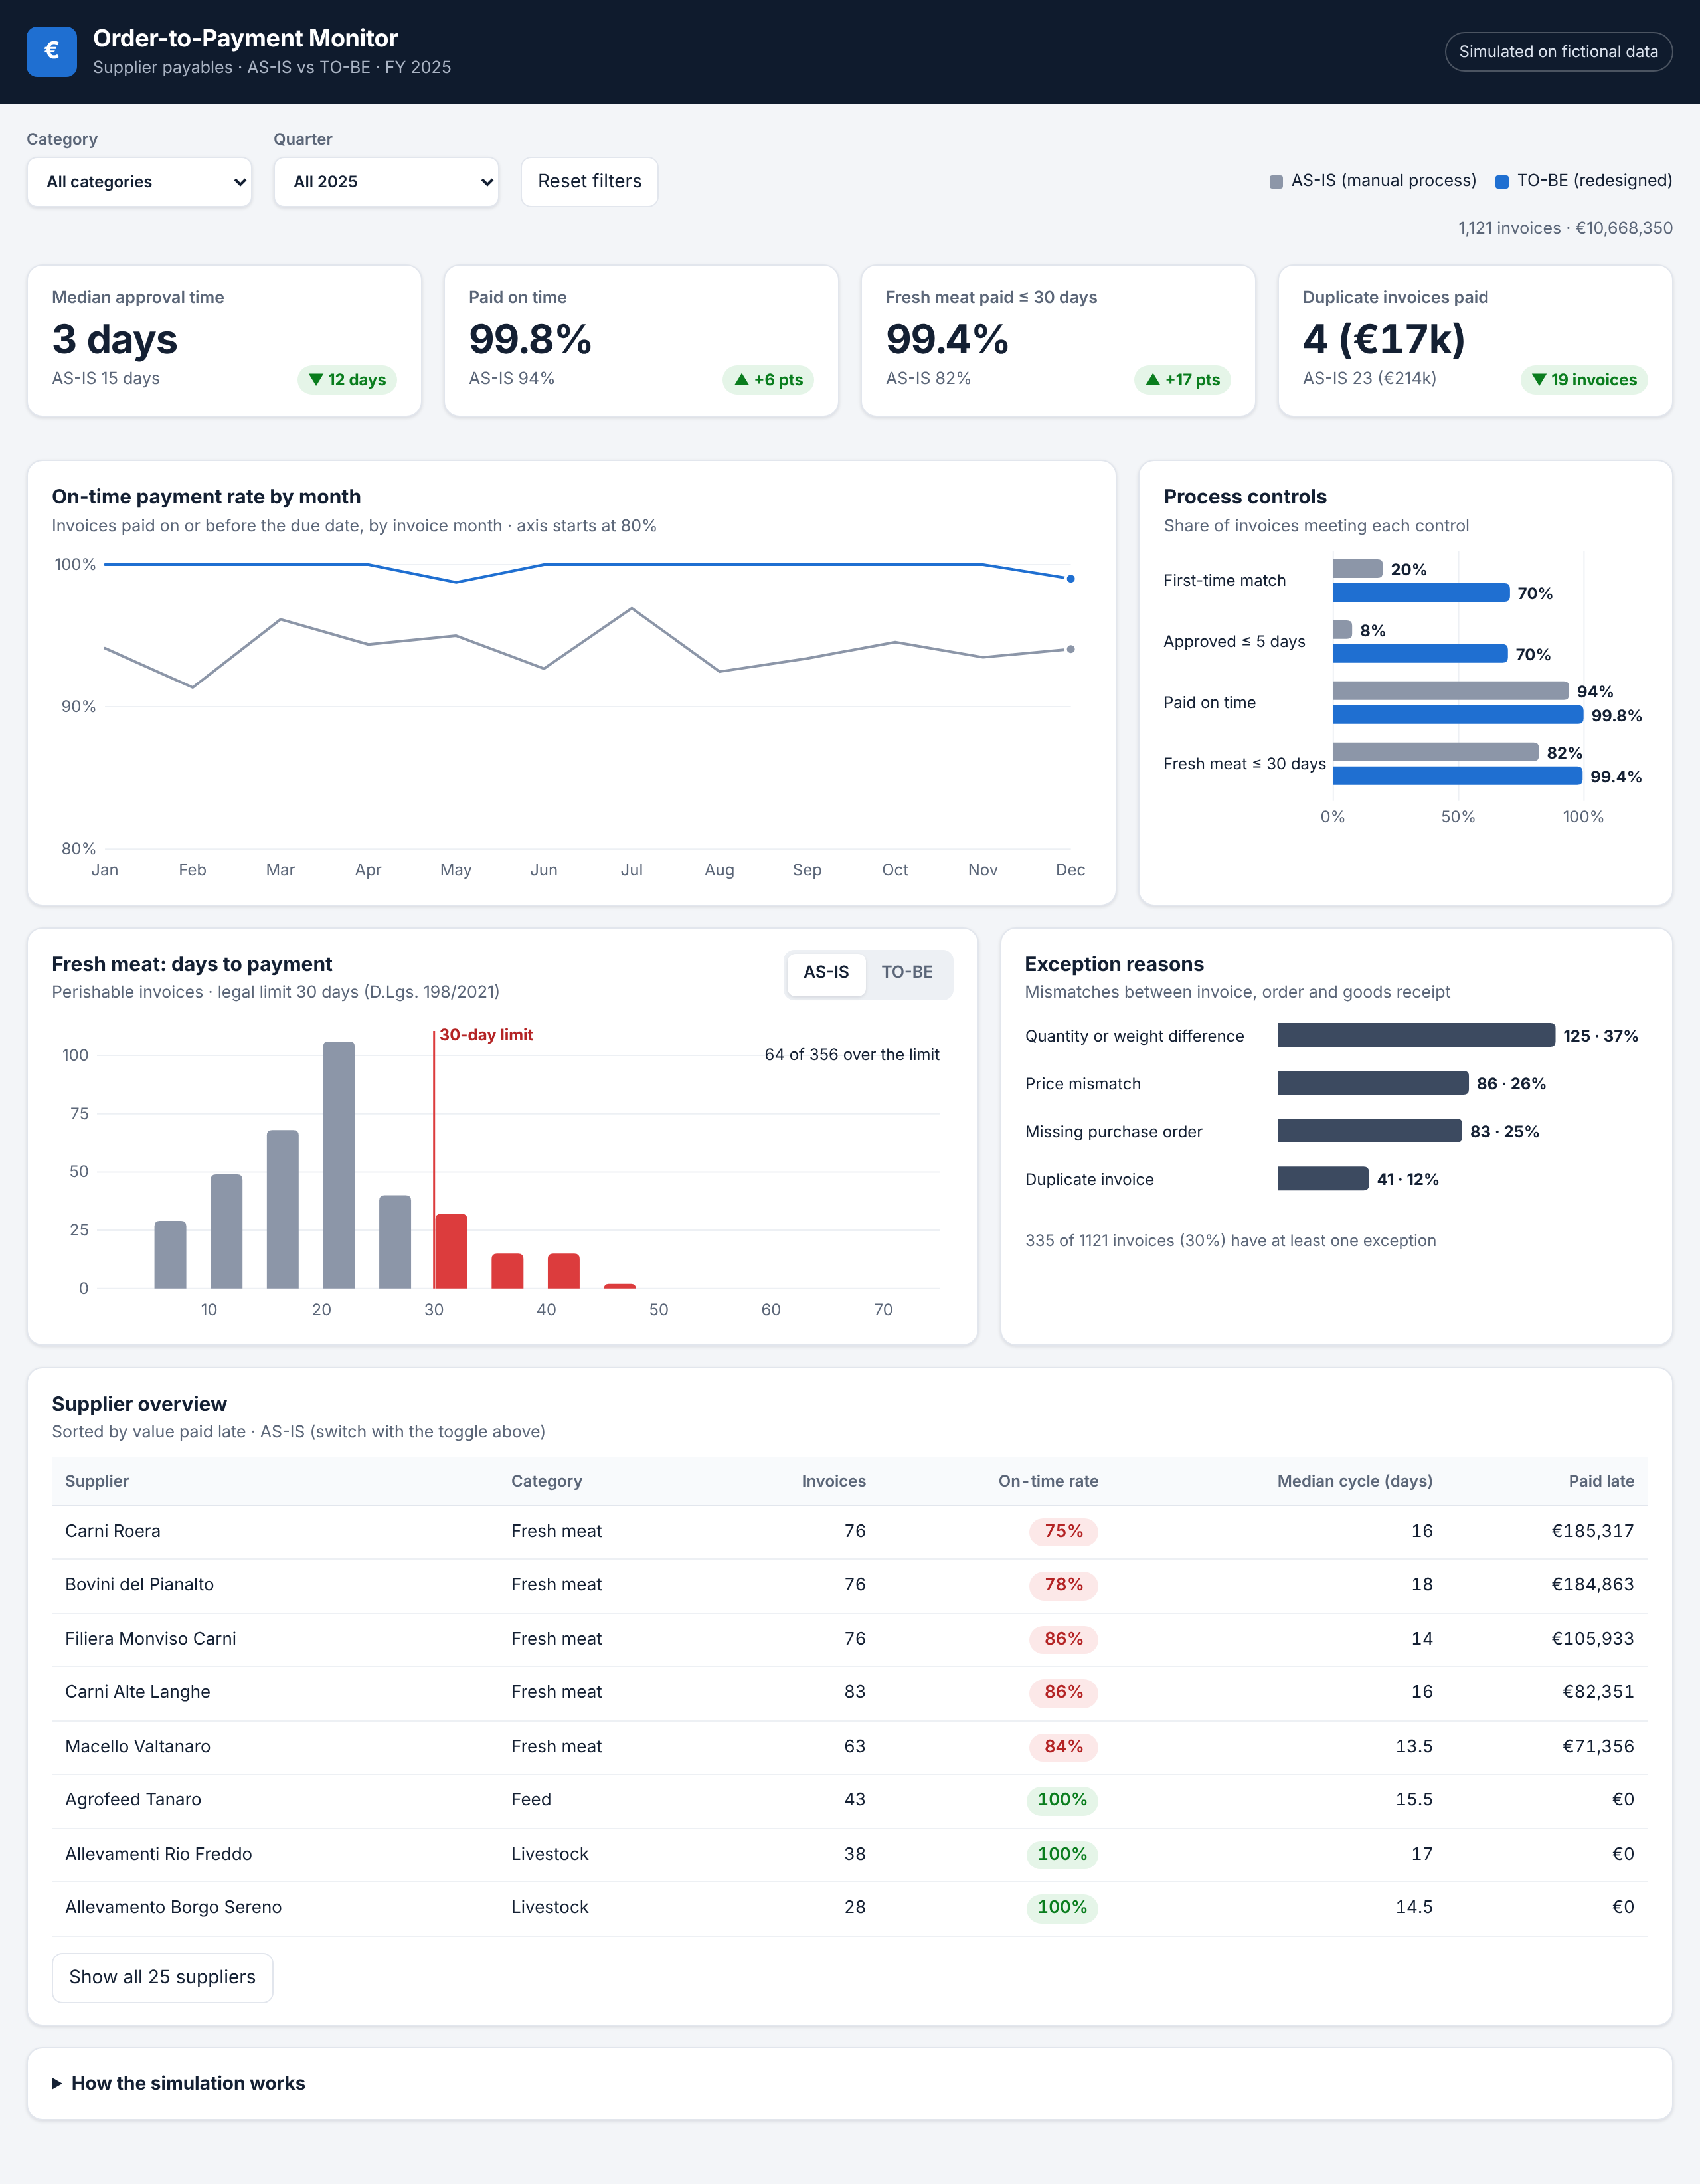 €
Order-to-Payment Monitor
Supplier payables · AS-IS vs TO-BE · FY 2025
Simulated on fictional data
Category
Quarter
All categories
All 2025
Reset filters
AS-IS (manual process)
TO-BE (redesigned)
1,121 invoices · €10,668,350
Median approval time
3 days
AS-IS 15 days
▼ 12 days
Paid on time
99.8%
AS-IS 94%
▲ +6 pts
Fresh meat paid ≤ 30 days
99.4%
AS-IS 82%
▲ +17 pts
Duplicate invoices paid
4 (€17k)
AS-IS 23 (€214k)
▼ 19 invoices
On-time payment rate by month
Invoices paid on or before the due date, by invoice month · axis starts at 80%
100%
90%
80%
Jan Feb Mar Apr May Jun Jul Aug Sep Oct Nov Dec
Process controls
Share of invoices meeting each control
First-time match
20%
70%
Approved ≤ 5 days
8%
70%
Paid on time
94%
99.8%
Fresh meat ≤ 30 days
82%
99.4%
0% 50% 100%
Fresh meat: days to payment
Perishable invoices · legal limit 30 days (D.Lgs. 198/2021)
AS-IS
TO-BE
30-day limit
64 of 356 over the limit
100
75
50
25
0
10 20 30 40 50 60 70
Exception reasons
Mismatches between invoice, order and goods receipt
Quantity or weight difference 125 · 37%
Price mismatch 86 · 26%
Missing purchase order 83 · 25%
Duplicate invoice 41 · 12%
335 of 1121 invoices (30%) have at least one exception
Supplier overview
Sorted by value paid late · AS-IS (switch with the toggle above)
Supplier Category Invoices On-time rate Median cycle (days) Paid late
Carni Roera Fresh meat 76 75% 16 €185,317
Bovini del Pianalto Fresh meat 76 78% 18 €184,863
Filiera Monviso Carni Fresh meat 76 86% 14 €105,933
Carni Alte Langhe Fresh meat 83 86% 16 €82,351
Macello Valtanaro Fresh meat 63 84% 13.5 €71,356
Agrofeed Tanaro Feed 43 100% 15.5 €0
Allevamenti Rio Freddo Livestock 38 100% 17 €0
Allevamento Borgo Sereno Livestock 28 100% 14.5 €0
Show all 25 suppliers
▶ How the simulation works